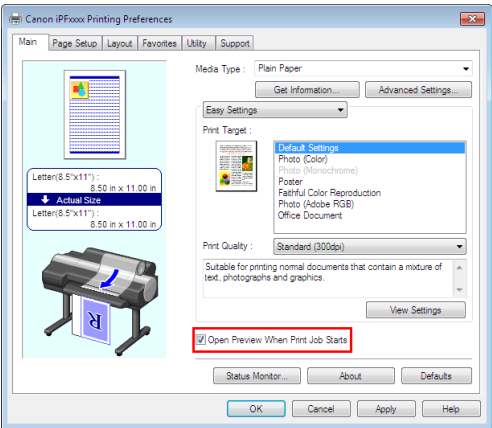 Canon iPFxxxx Printing Preferences
Main Page Setup Layout Favorites Utility Support
Media Type : Plain Paper
Get Information... Advanced Settings...
Easy Settings
Print Target :
Default Settings
Photo (Color)
Photo (Monochrome)
Poster
Faithful Color Reproduction
Photo (Adobe RGB)
Office Document
Letter(8.5"x11") :
8.50 in x 11.00 in
Actual Size
Letter(8.5"x11") :
8.50 in x 11.00 in
R
Print Quality : Standard (300dpi)
Suitable for printing normal documents that contain a mixture of
text, photographs and graphics.
View Settings
Open Preview When Print Job Starts
Status Monitor... About Defaults
OK Cancel Apply Help